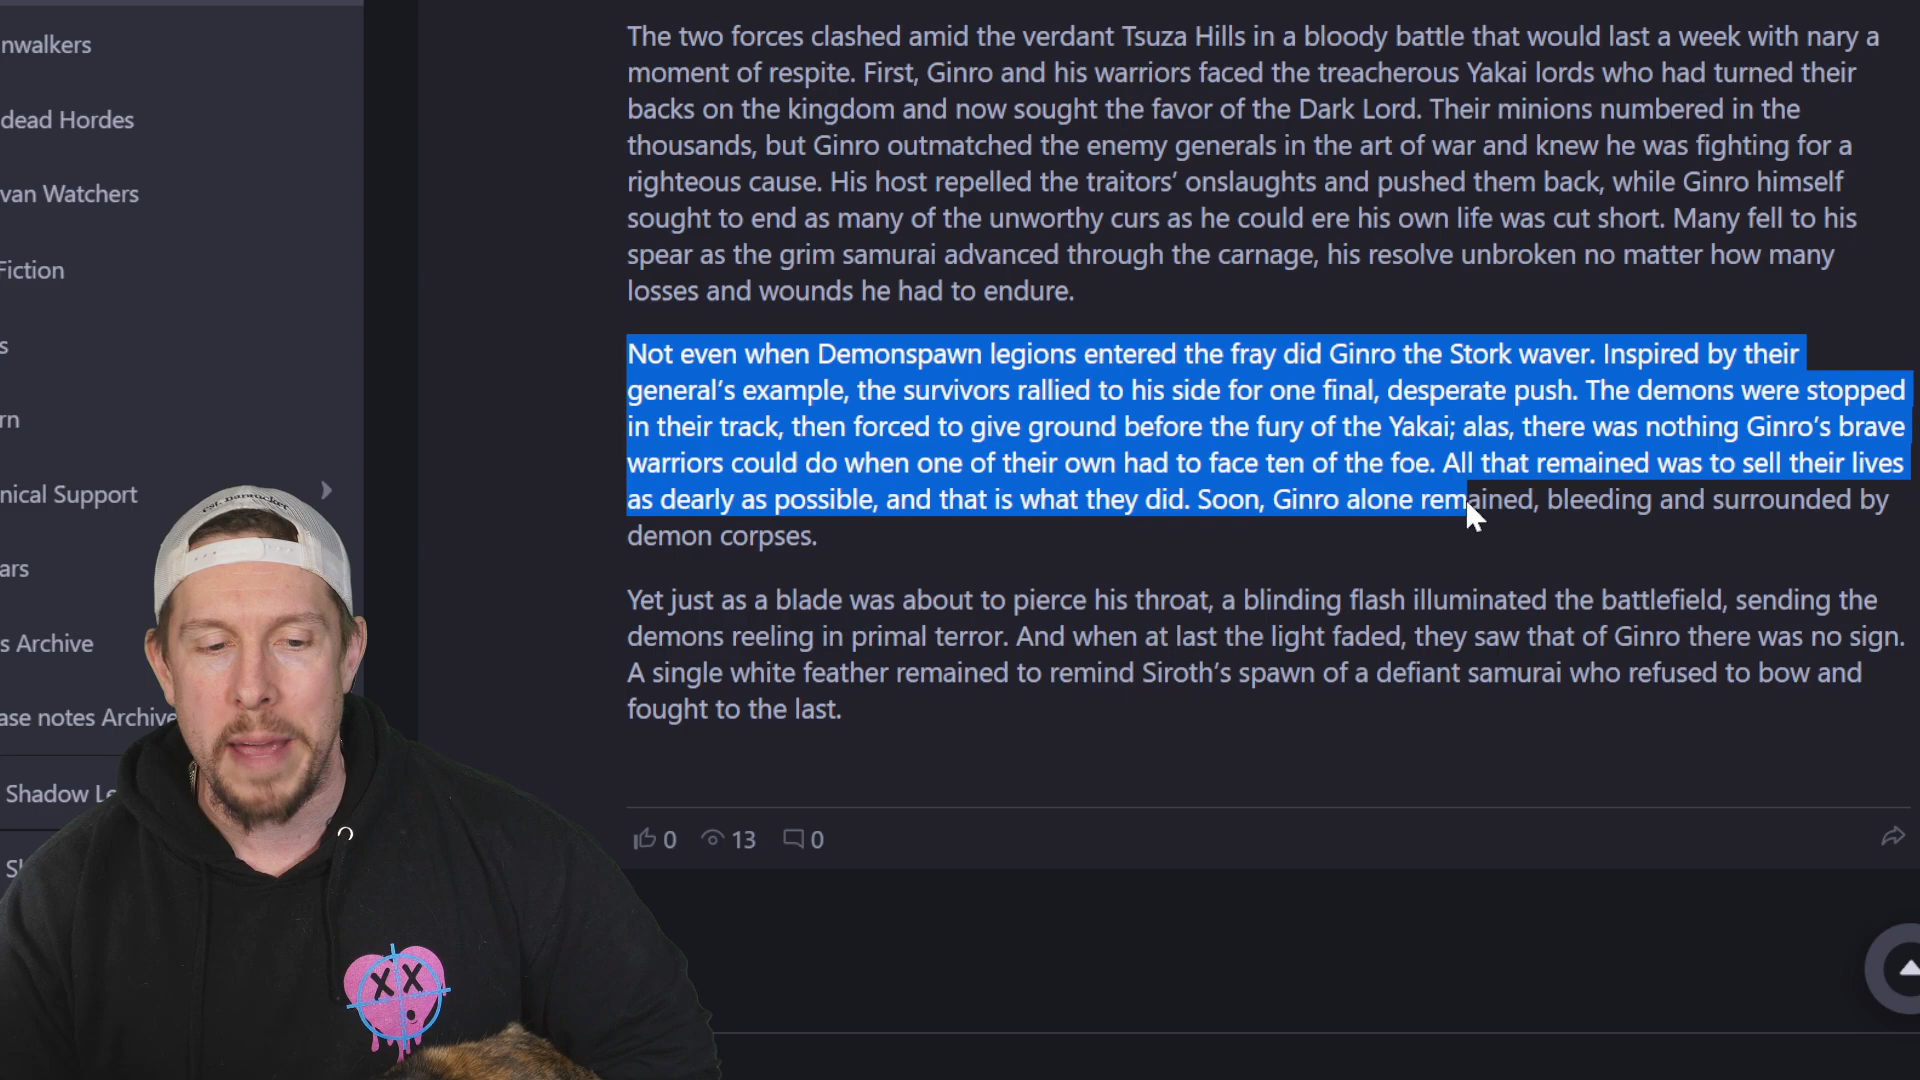 nwalkers
dead Hordes
van Watchers
Fiction
s
rn
nical Support
ars
s Archive
ase notes Archive
Shadow Le
Sh
The two forces clashed amid the verdant Tsuza Hills in a bloody battle that would last a week with nary a
moment of respite. First, Ginro and his warriors faced the treacherous Yakai lords who had turned their
backs on the kingdom and now sought the favor of the Dark Lord. Their minions numbered in the
thousands, but Ginro outmatched the enemy generals in the art of war and knew he was fighting for a
righteous cause. His host repelled the traitors’ onslaughts and pushed them back, while Ginro himself
sought to end as many of the unworthy curs as he could ere his own life was cut short. Many fell to his
spear as the grim samurai advanced through the carnage, his resolve unbroken no matter how many
losses and wounds he had to endure.
Not even when Demonspawn legions entered the fray did Ginro the Stork waver. Inspired by their
general’s example, the survivors rallied to his side for one final, desperate push. The demons were stopped
in their track, then forced to give ground before the fury of the Yakai; alas, there was nothing Ginro’s brave
warriors could do when one of their own had to face ten of the foe. All that remained was to sell their lives
as dearly as possible, and that is what they did. Soon, Ginro alone remained, bleeding and surrounded by
demon corpses.
Yet just as a blade was about to pierce his throat, a blinding flash illuminated the battlefield, sending the
demons reeling in primal terror. And when at last the light faded, they saw that of Ginro there was no sign.
A single white feather remained to remind Siroth’s spawn of a defiant samurai who refused to bow and
fought to the last.
0 13 0